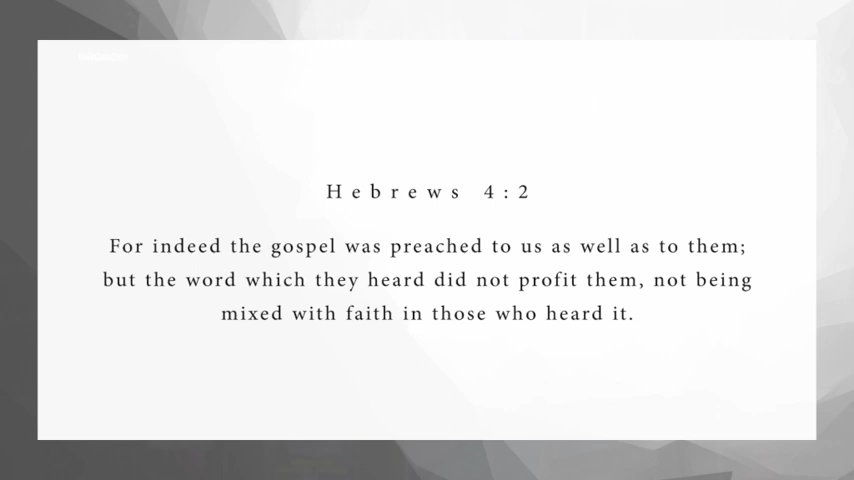 Hebrews 4:2
For indeed the gospel was preached to us as well as to them;
but the word which they heard did not profit them, not being
mixed with faith in those who heard it.